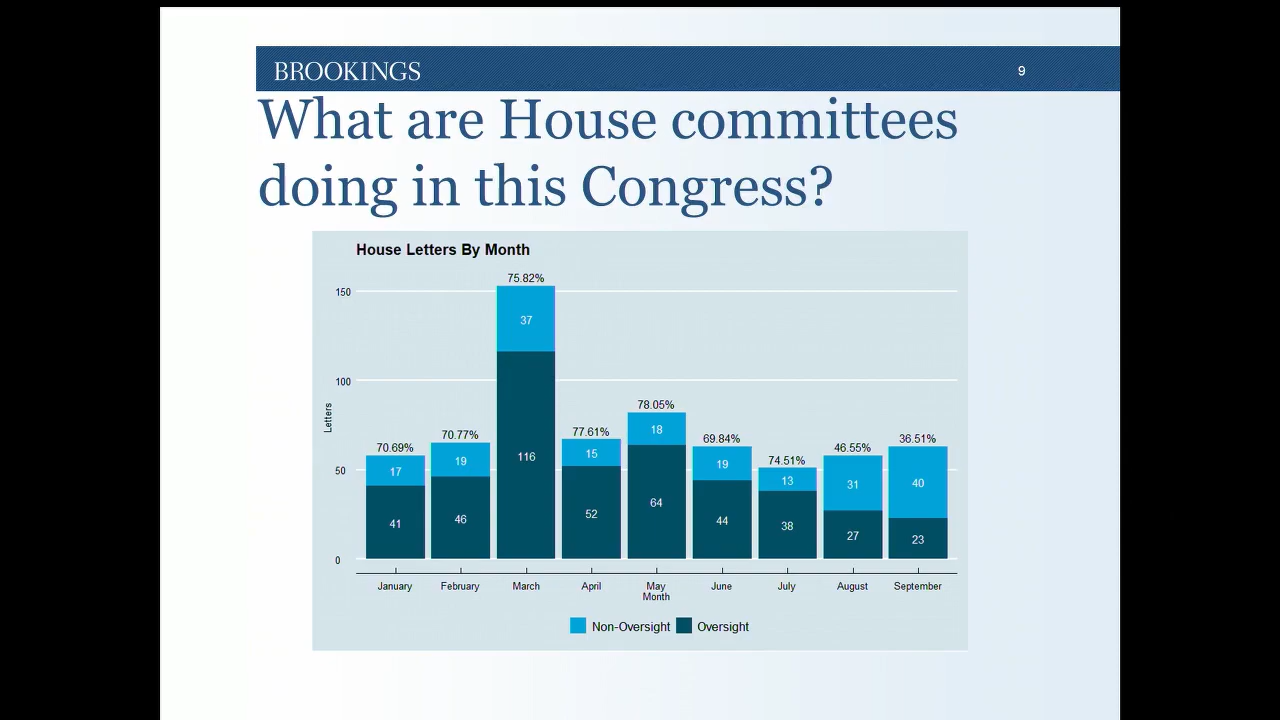 BROOKINGS
9
What are House committees
doing in this Congress?
House Letters By Month
75.82%
150
37
100
78.05%
Letters
70.69%
70.77%
77.61%
18
69.84%
74.51%
46.55%
36.51%
50
17
19
116
15
64
19
13
31
40
41
46
52
44
38
27
23
0
January
February
March
April
May
June
July
August
September
Month
Non-Oversight
Oversight